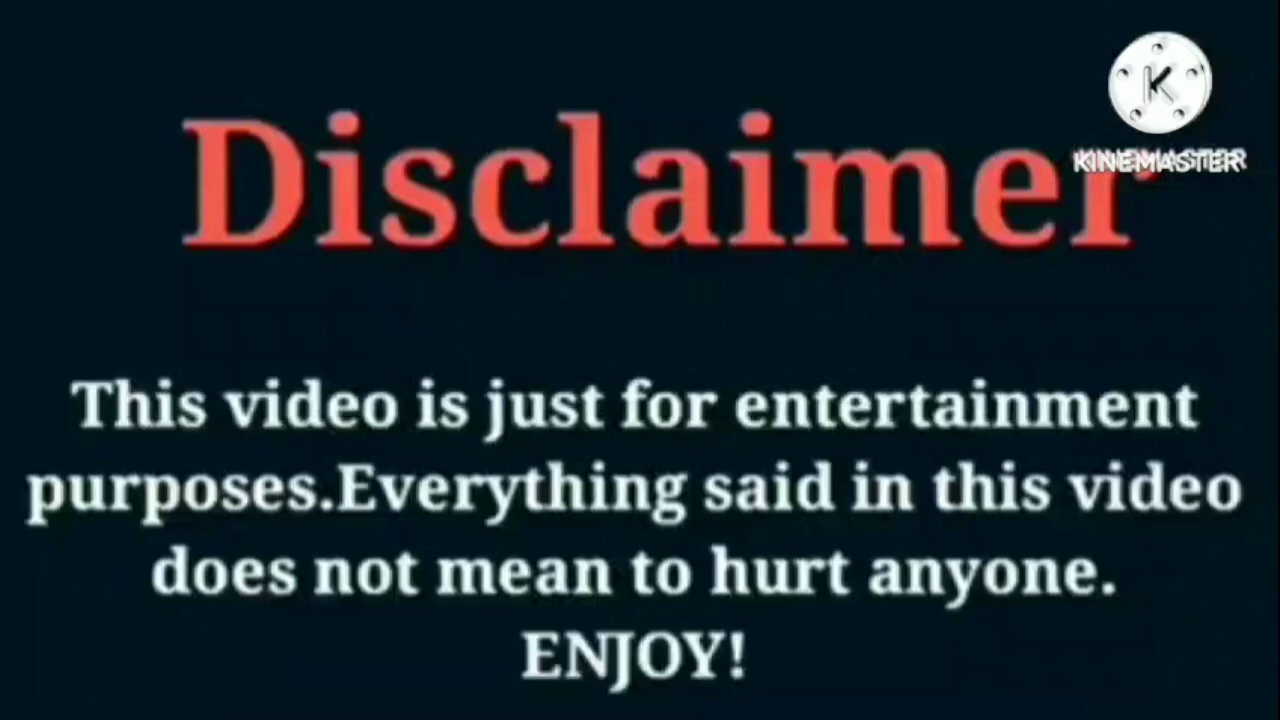 K
KINEMASTER
Disclaimer
This video is just for entertainment
purposes.Everything said in this video
does not mean to hurt anyone.
ENJOY!